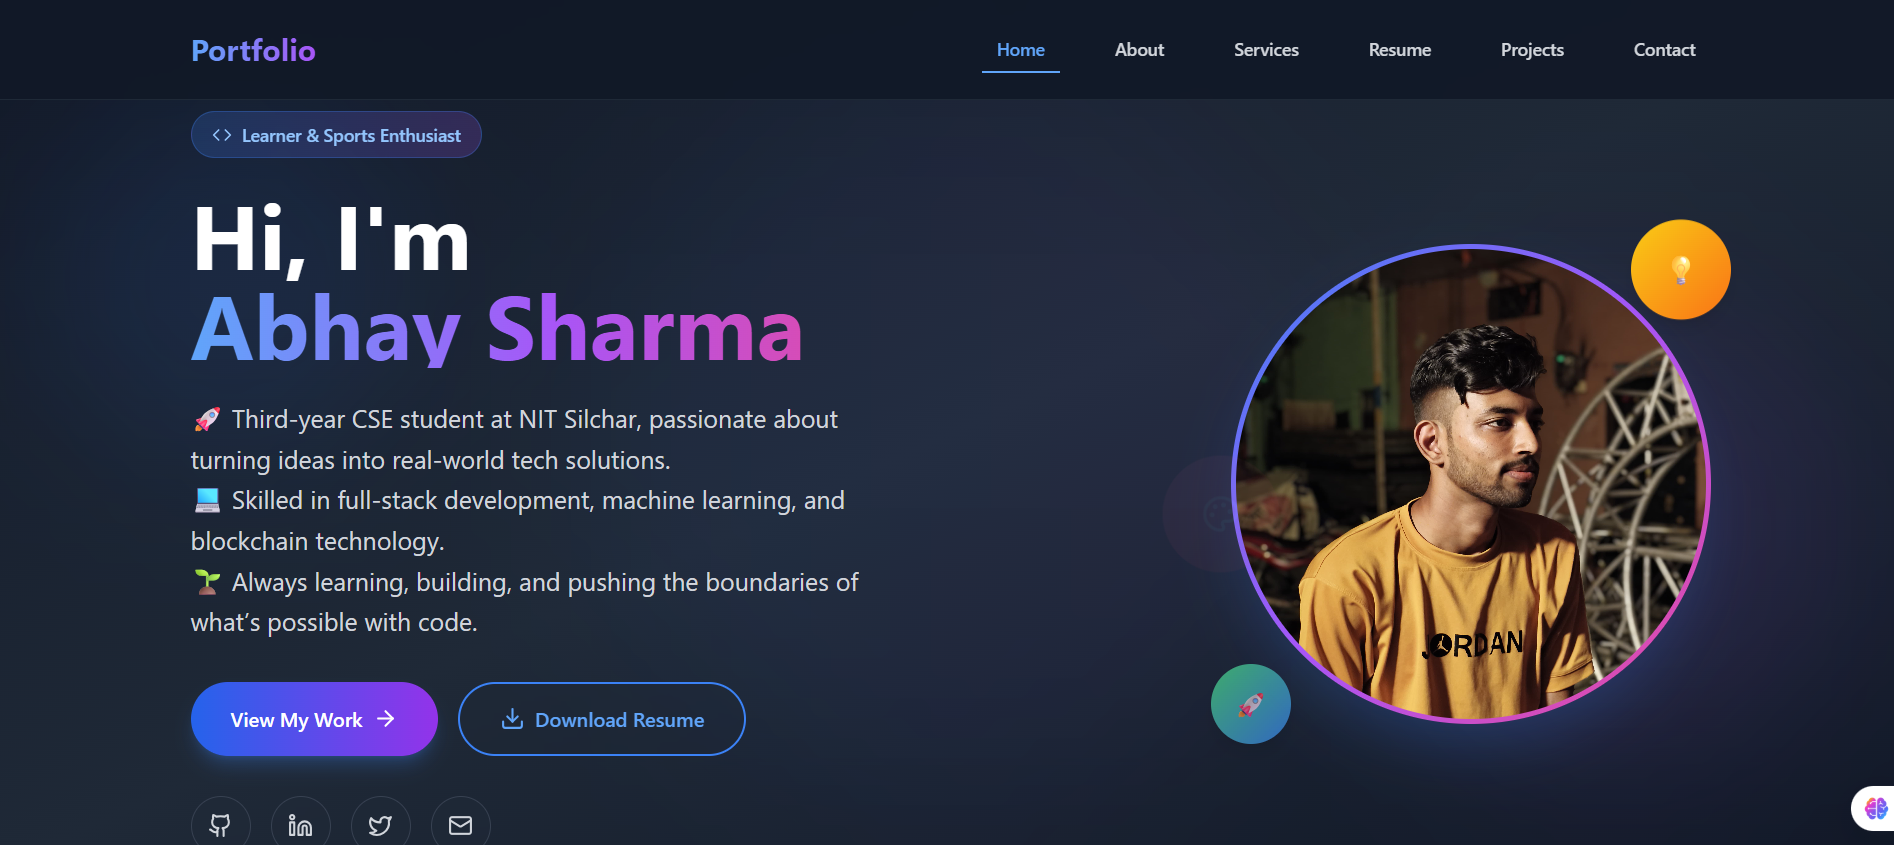 Portfolio
Home
About
Services
Resume
Projects
Contact
Learner & Sports Enthusiast
Hi, I'm
Abhay Sharma
🚀 Third-year CSE student at NIT Silchar, passionate about
turning ideas into real-world tech solutions.
💻 Skilled in full-stack development, machine learning, and
blockchain technology.
🌱 Always learning, building, and pushing the boundaries of
what’s possible with code.
View My Work
Download Resume
JORDAN